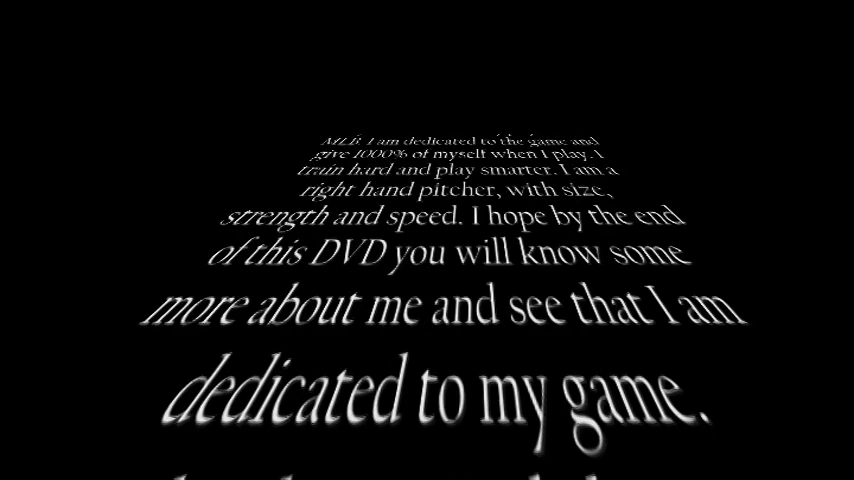 MLB. I am dedicated to the game and
give 1000% of myself when I play. I
train hard and play smarter. I am a
right hand pitcher, with size,
strength and speed. I hope by the end
of this DVD you will know some
more about me and see that I am
dedicated to my game.